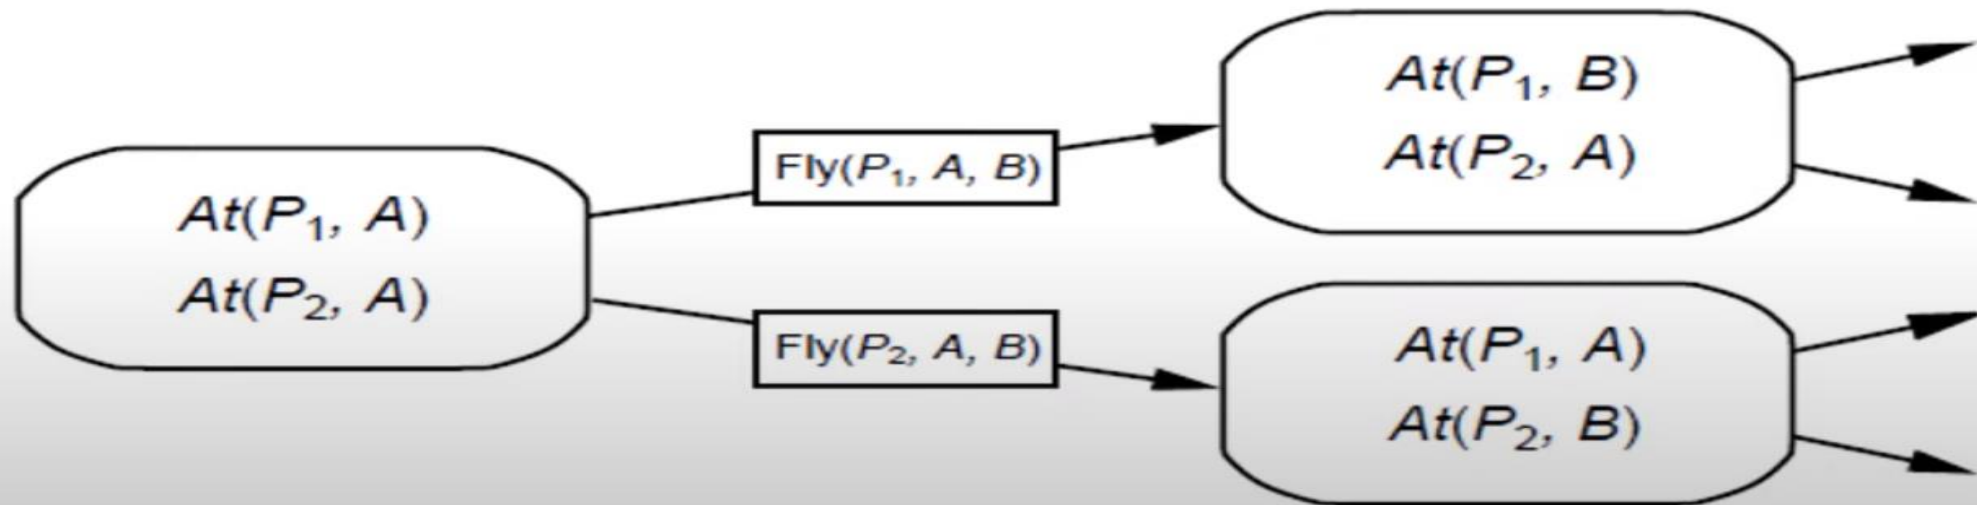 At(P₁, A)
At(P₂, A)
Fly(P₁, A, B)
Fly(P₂, A, B)
At(P₁, B)
At(P₂, A)
At(P₁, A)
At(P₂, B)